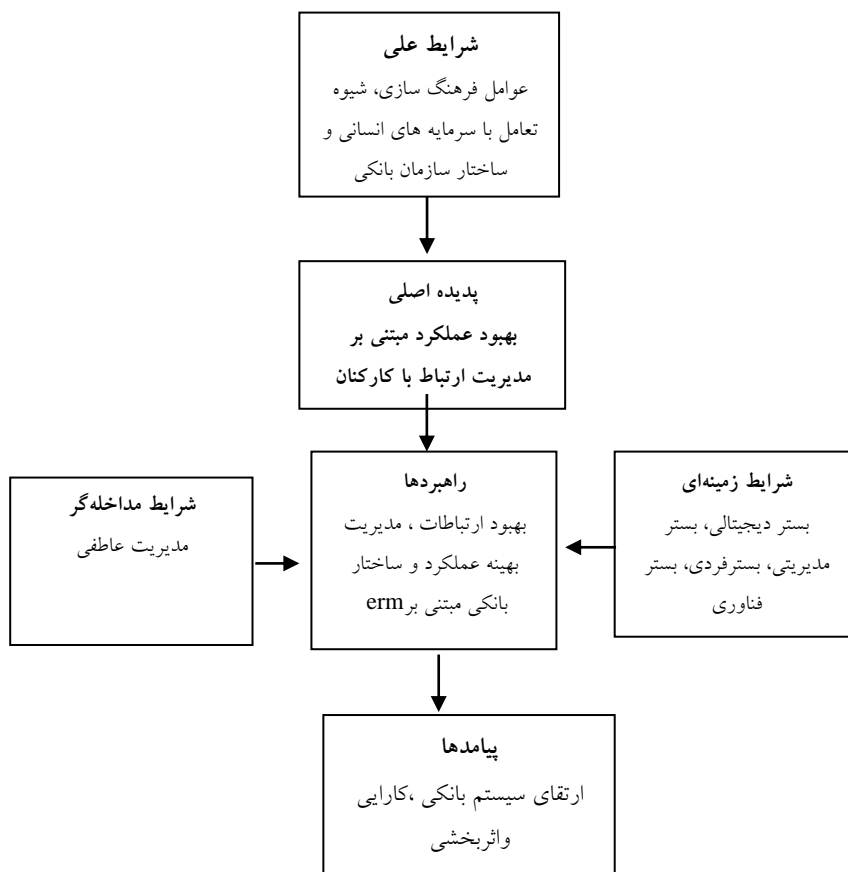 شرایط علی
عوامل فرهنگ سازی، شیوه
تعامل با سرمایه های انسانی و
ساختار سازمان بانکی
پدیده اصلی
بهبود عملکرد مبتنی بر
مدیریت ارتباط با کارکنان
شرایط زمینه‌ای
بستر دیجیتالی، بستر
مدیریتی، بسترفردی، بستر
فناوری
راهبردها
بهبود ارتباطات ، مدیریت
بهینه عملکرد و ساختار
بانکی مبتنی بر erm
شرایط مداخله‌گر
مدیریت عاطفی
پیامدها
ارتقای سیستم بانکی ،کارایی
واثربخشی